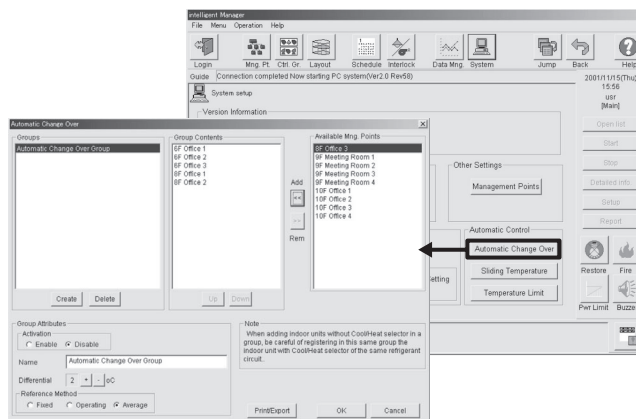 intelligent Manager
File Menu Operation Help
Login Mng. Pt. Ctrl. Gr. Layout Schedule Interlock Data Mng. System Jump Back Help
Guide Connection completed Now starting PC system(Ver2.0 Rev58)
2001/11/15(Thu)
15:56
usr
[Main]
System setup
Version Information
Open list
Start
Stop
Detailed Info.
Setup
Report
Restore Fire
Pwr Limit Buzze
Other Settings
Management Points
Automatic Control
Automatic Change Over
Sliding Temperature
Temperature Limit
etting
Automatic Change Over
Groups
Automatic Change Over Group
Create Delete
Group Contents
6F Office 1
6F Office 2
6F Office 3
8F Office 1
8F Office 2
Up Down
Add
<<
>>
Rem
Available Mng. Points
8F Office 3
9F Meeting Room 1
9F Meeting Room 2
9F Meeting Room 3
9F Meeting Room 4
10F Office 1
10F Office 2
10F Office 3
10F Office 4
Group Attributes
Activation
Enable Disable
Name Automatic Change Over Group
Differential 2 + - oC
Reference Method
Fixed Operating Average
Note
When adding indoor units without Cool/Heat selector in a
group, be careful of registering in this same group the
indoor unit with Cool/Heat selector of the same refrigerant
circuit.
Print/Export OK Cancel